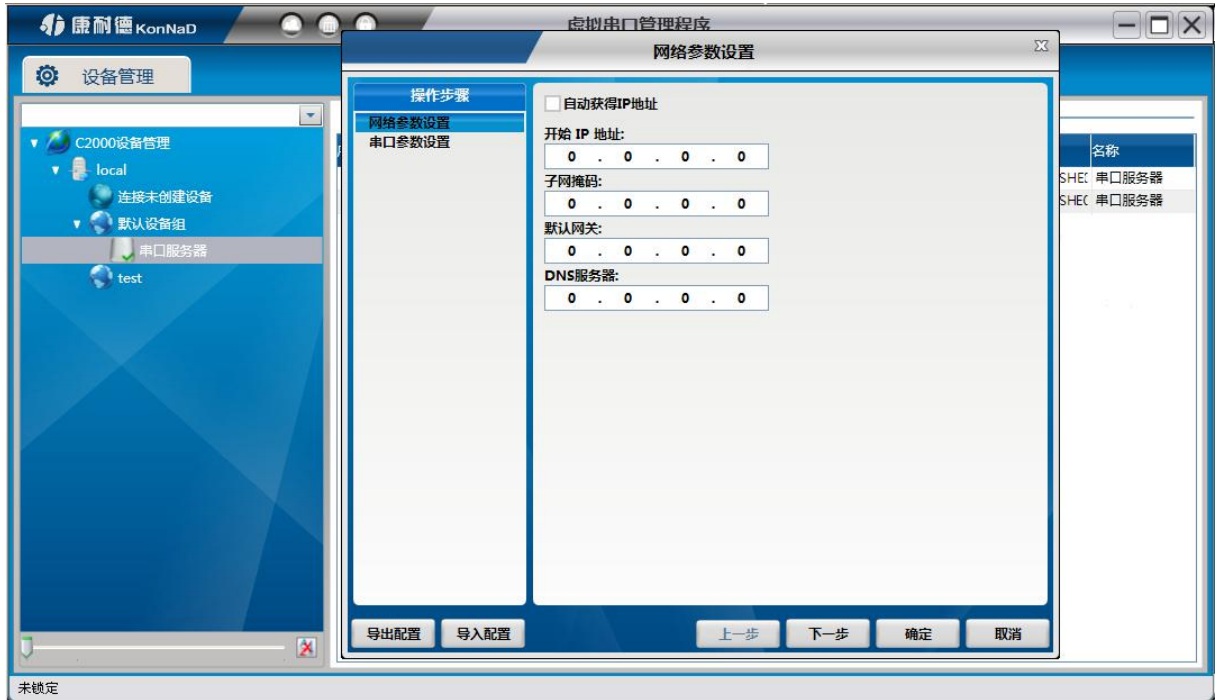 康耐德 KonNaD
虚拟串口管理程序
设备管理
C2000设备管理
local
连接未创建设备
默认设备组
串口服务器
test
网络参数设置
操作步骤
网络参数设置
串口参数设置
自动获得IP地址
开始 IP 地址:
0 . 0 . 0 . 0
子网掩码:
0 . 0 . 0 . 0
默认网关:
0 . 0 . 0 . 0
DNS服务器:
0 . 0 . 0 . 0
导出配置 导入配置 上一步 下一步 确定 取消
名称
串口服务器
串口服务器
未锁定